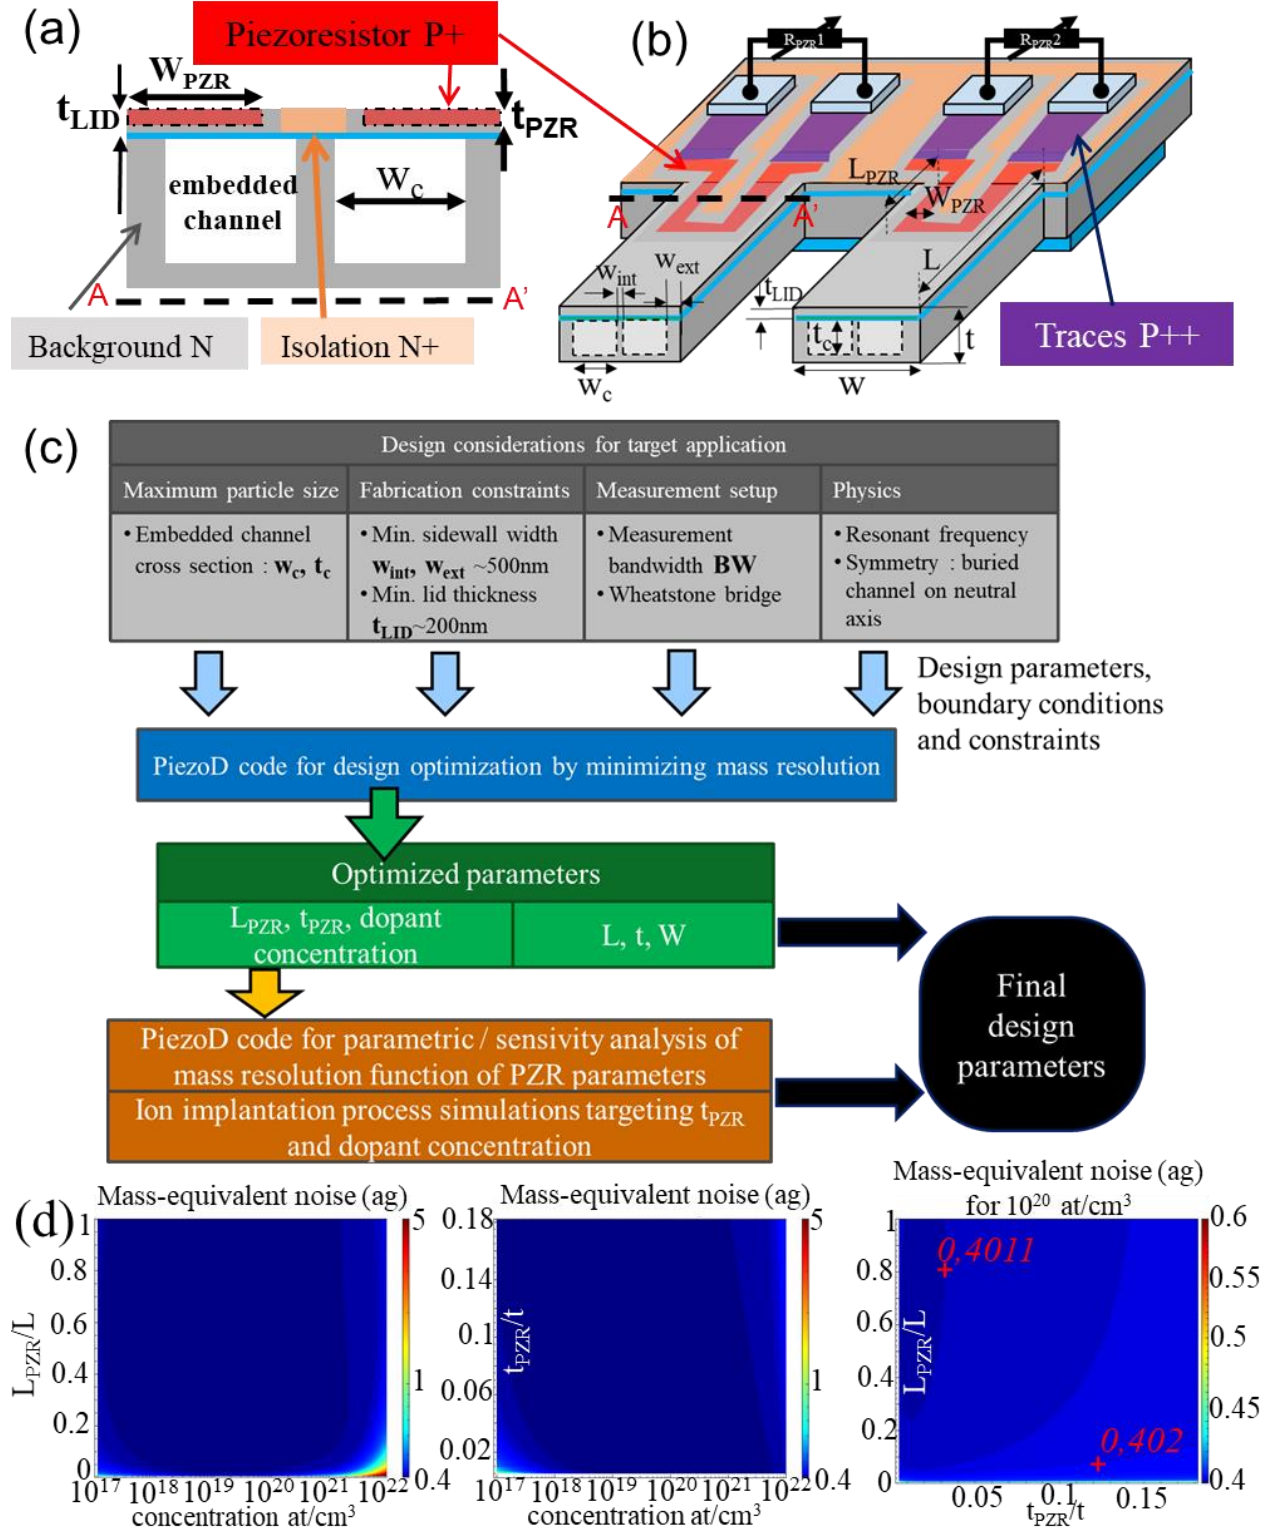 (a)
Piezoresistor P+
W_PZR
t_LID
t_PZR
embedded
channel
W_c
A
A'
Background N
Isolation N+
(b)
R_PZR1
R_PZR2
L_PZR
W_PZR
A
A'
L
w_int
w_ext
t_LID
t_c
t
w_c
W
Traces P++
(c)
Design considerations for target application
Maximum particle size
Fabrication constraints
Measurement setup
Physics
• Embedded channel
cross section : w_c, t_c
• Min. sidewall width
w_int, w_ext ~500nm
• Min. lid thickness
t_LID~200nm
• Measurement
bandwidth BW
• Wheatstone bridge
• Resonant frequency
• Symmetry : buried
channel on neutral
axis
Design parameters,
boundary conditions
and constraints
PiezoD code for design optimization by minimizing mass resolution
Optimized parameters
L_PZR, t_PZR, dopant
concentration
L, t, W
Final
design
parameters
PiezoD code for parametric / sensivity analysis of
mass resolution function of PZR parameters
Ion implantation process simulations targeting t_PZR
and dopant concentration
(d)
Mass-equivalent noise (ag)
1
0.8
0.6
0.4
0.2
0
L_PZR/L
10^17 10^18 10^19 10^20 10^21 10^22
concentration at/cm^3
5
1
0.4
Mass-equivalent noise (ag)
0.18
0.14
0.1
0.06
0.02
t_PZR/t
10^17 10^18 10^19 10^20 10^21 10^22
concentration at/cm^3
5
1
0.4
Mass-equivalent noise (ag)
for 10^20 at/cm^3
1
0.8
0.6
0.4
0.2
0
L_PZR/L
0,4011
0,402
0.05 0.1 0.15
t_PZR/t
0.6
0.55
0.5
0.45
0.4